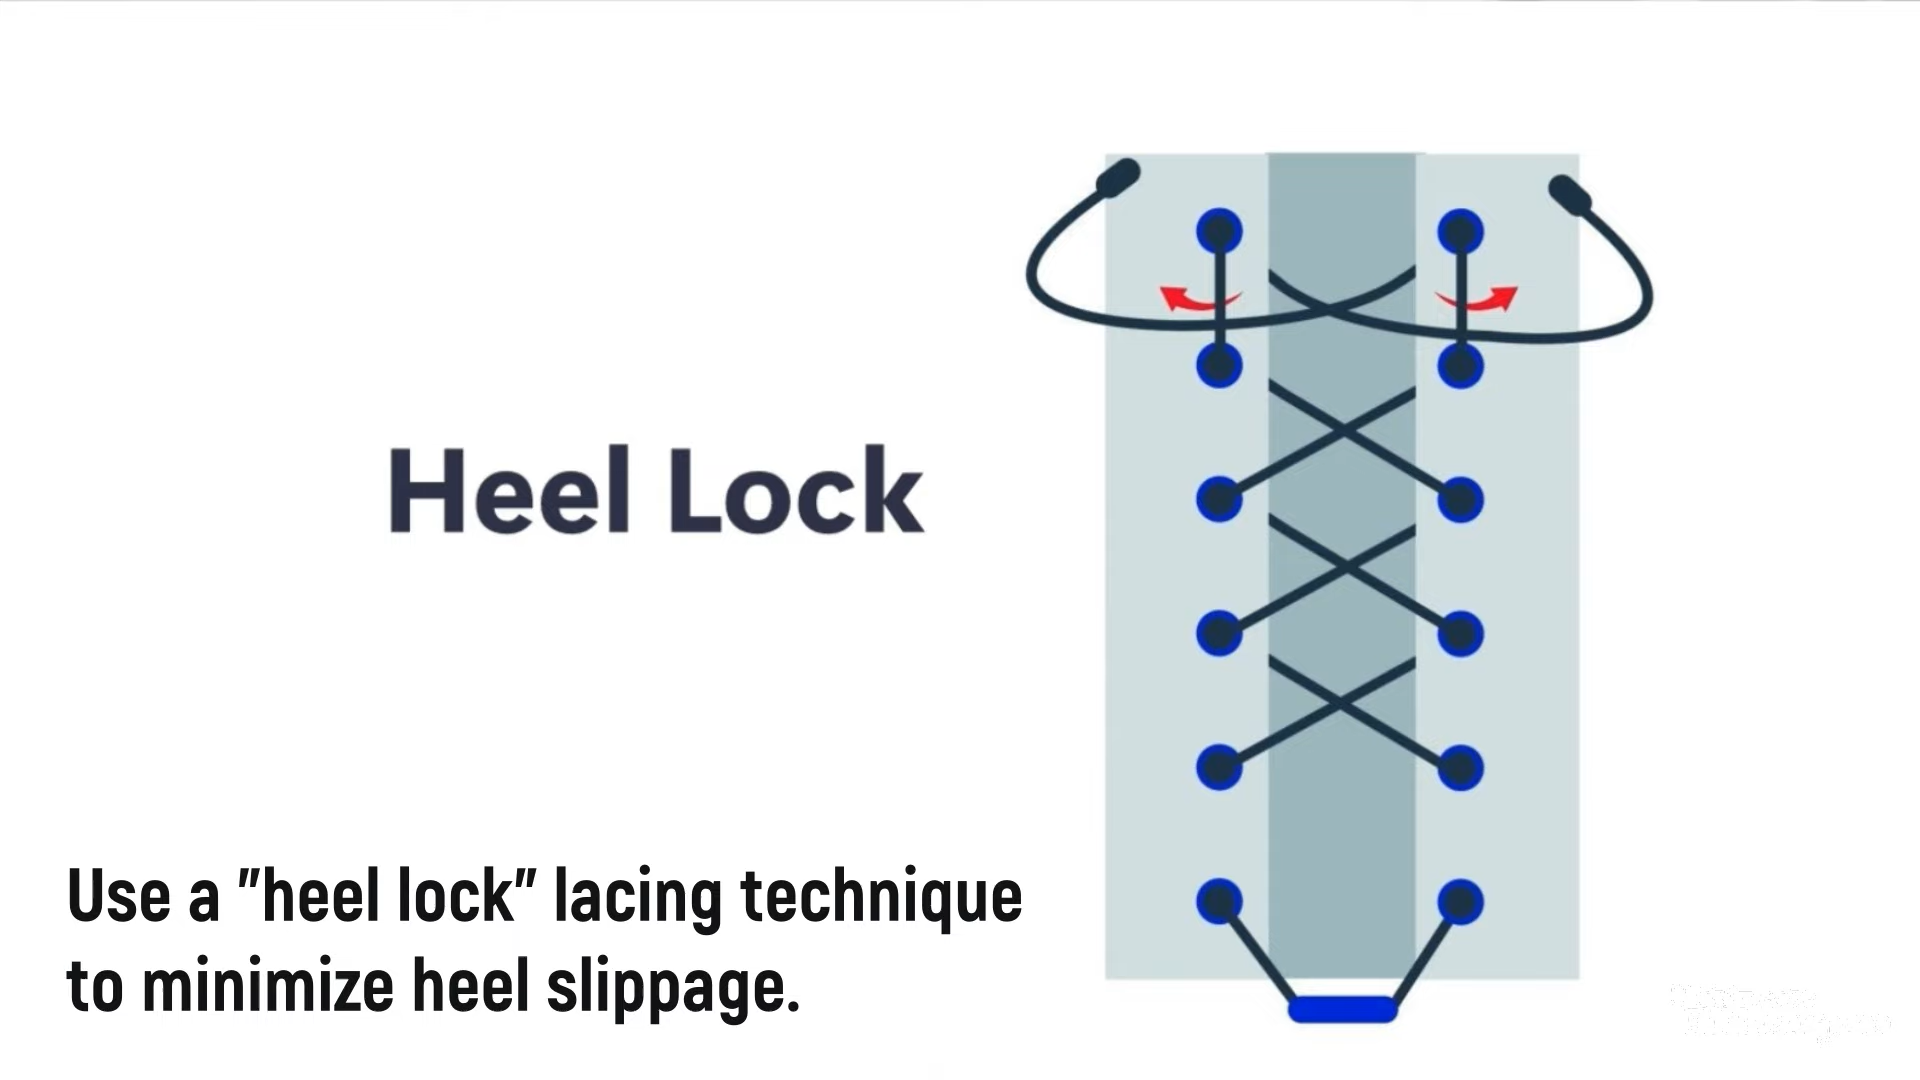 Heel Lock
Use a "heel lock" lacing technique
to minimize heel slippage.